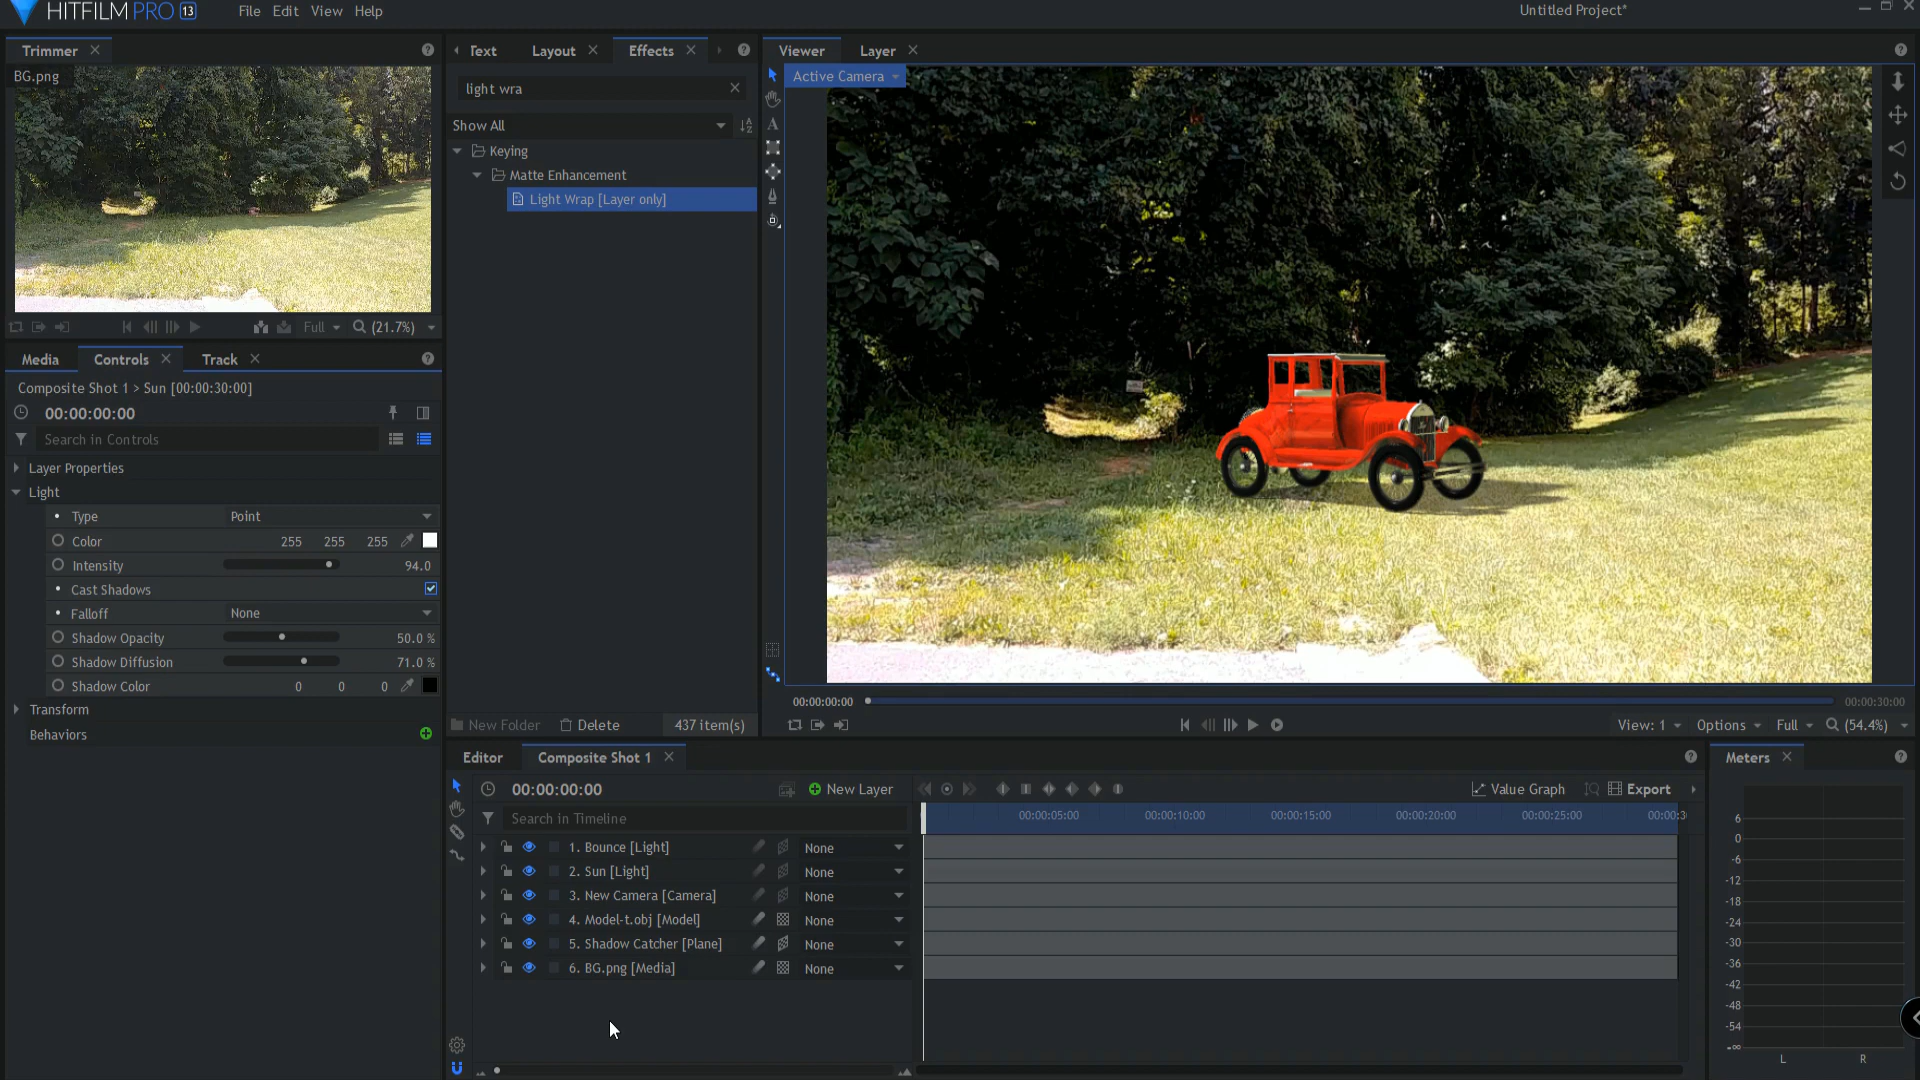 HITFILM PRO 13
File Edit View Help
Untitled Project*
Trimmer
BG.png
Full (21.7%)
Media Controls Track
Composite Shot 1 > Sun [00:00:30:00]
00:00:00:00
Search in Controls
Layer Properties
Light
Type Point
Color 255 255 255
Intensity 94.0
Cast Shadows
Falloff None
Shadow Opacity 50.0 %
Shadow Diffusion 71.0 %
Shadow Color 0 0 0
Transform
Behaviors
Text Layout Effects
light wra
Show All
Keying
Matte Enhancement
Light Wrap [Layer only]
New Folder Delete 437 item(s)
Viewer Layer
Active Camera
00:00:00:00 00:00:30:00
View: 1 Options Full (54.4%)
Editor Composite Shot 1
00:00:00:00 New Layer
Value Graph Export
Search in Timeline
00:00:05:00 00:00:10:00 00:00:15:00 00:00:20:00 00:00:25:00 00:00:3
1. Bounce [Light] None
2. Sun [Light] None
3. New Camera [Camera] None
4. Model-t.obj [Model] None
5. Shadow Catcher [Plane] None
6. BG.png [Media] None
Meters
6
0
-6
-12
-18
-24
-30
-36
-42
-48
-54
-∞
L R